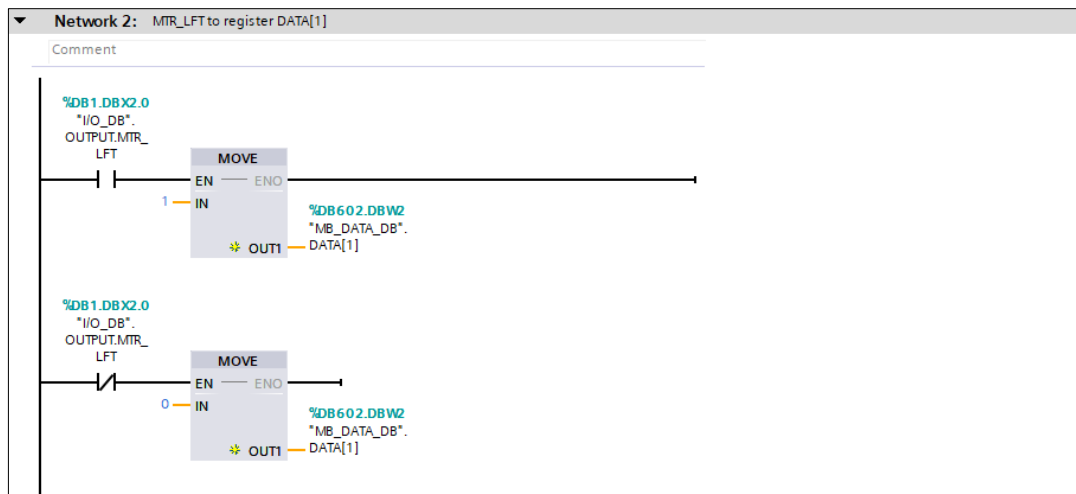 Network 2: MTR_LFT to register DATA[1]
Comment
%DB1.DBX2.0
"I/O_DB".
OUTPUT.MTR_
LFT
MOVE
EN ENO
1 IN
%DB602.DBW2
"MB_DATA_DB".
OUT1 DATA[1]
%DB1.DBX2.0
"I/O_DB".
OUTPUT.MTR_
LFT
MOVE
EN ENO
0 IN
%DB602.DBW2
"MB_DATA_DB".
OUT1 DATA[1]